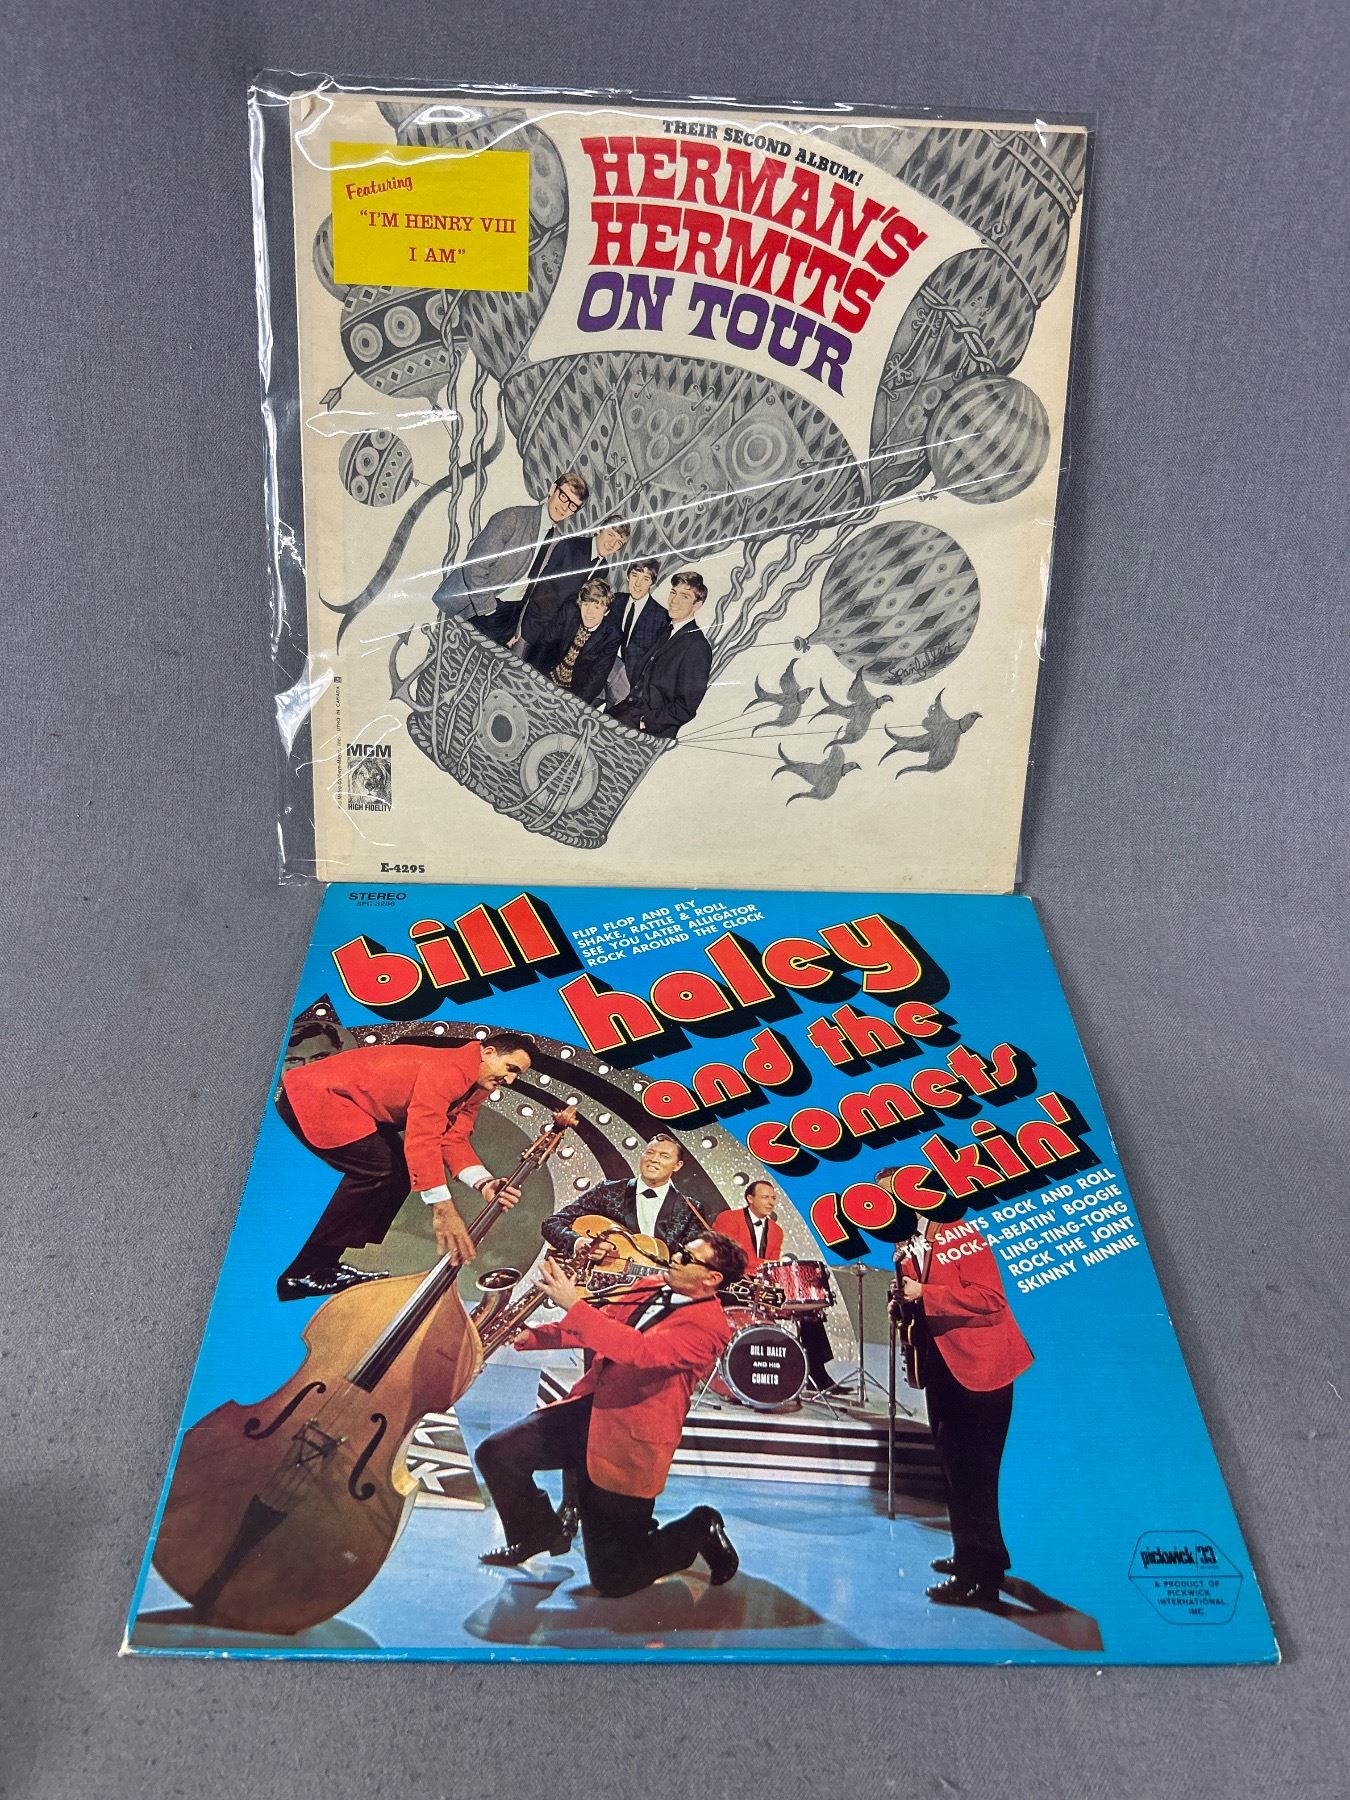 THEIR SECOND ALBUM!
HERMAN'S
HERMITS
ON TOUR
Featuring
"I'M HENRY VIII
I AM"
LITHO IN CANADA
MGM
HIGH FIDELITY
E-4295
STEREO
SPC-3256
bill
haley
and the
comets
rockin'
FLIP FLOP AND FLY
SHAKE, RATTLE & ROLL
SEE YOU LATER ALLIGATOR
ROCK AROUND THE CLOCK
THE SAINTS ROCK AND ROLL
ROCK-A-BEATIN' BOOGIE
LING-TING-TONG
ROCK THE JOINT
SKINNY MINNIE
BILL HALEY
AND HIS
COMETS
pickwick/33
A PRODUCT OF
PICKWICK
INTERNATIONAL,
INC.